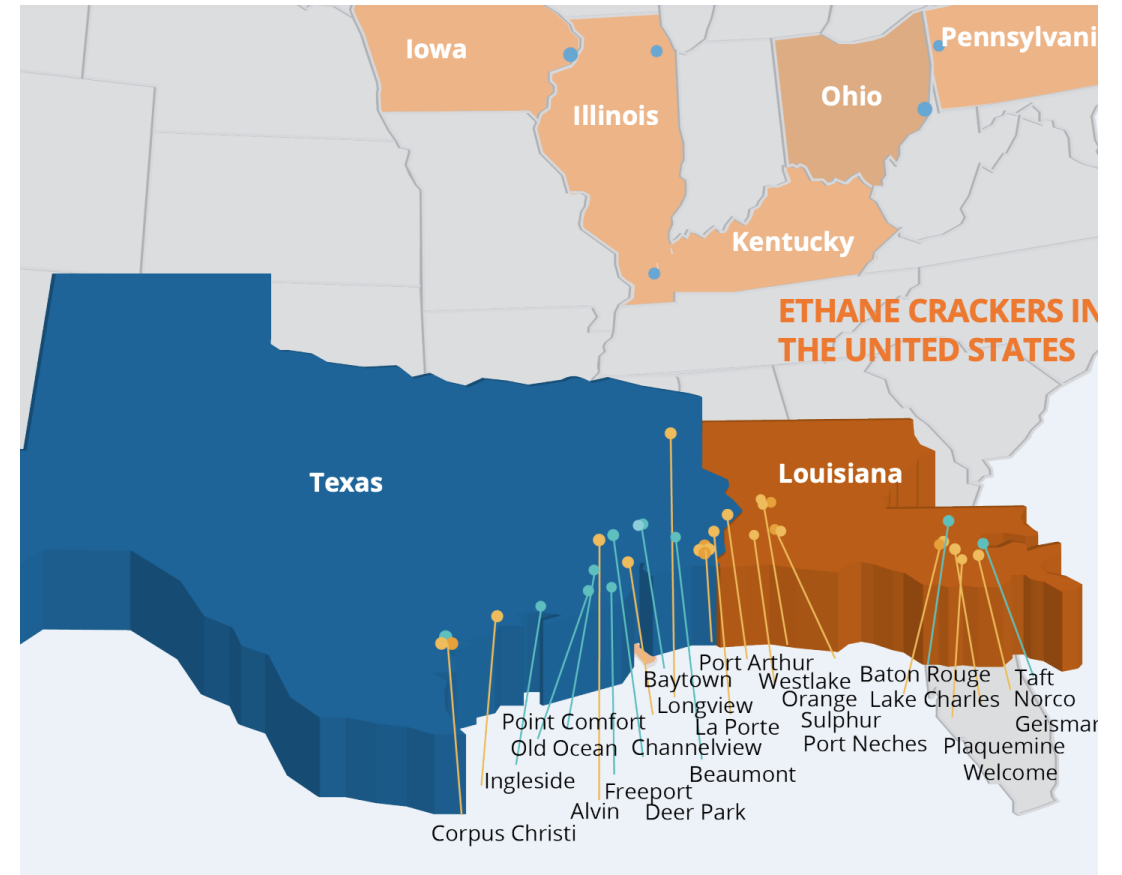 Iowa
Pennsylvani
Ohio
Illinois
Kentucky
ETHANE CRACKERS IN
THE UNITED STATES
Louisiana
Texas
Port Arthur
Baton Rouge
Taft
Baytown
Westlake
Orange
Lake Charles
Norco
Longview
Point Comfort
La Porte
Sulphur
Geismar
Old Ocean
Channelview
Port Neches
Plaquemine
Ingleside
Beaumont
Welcome
Freeport
Alvin
Deer Park
Corpus Christi